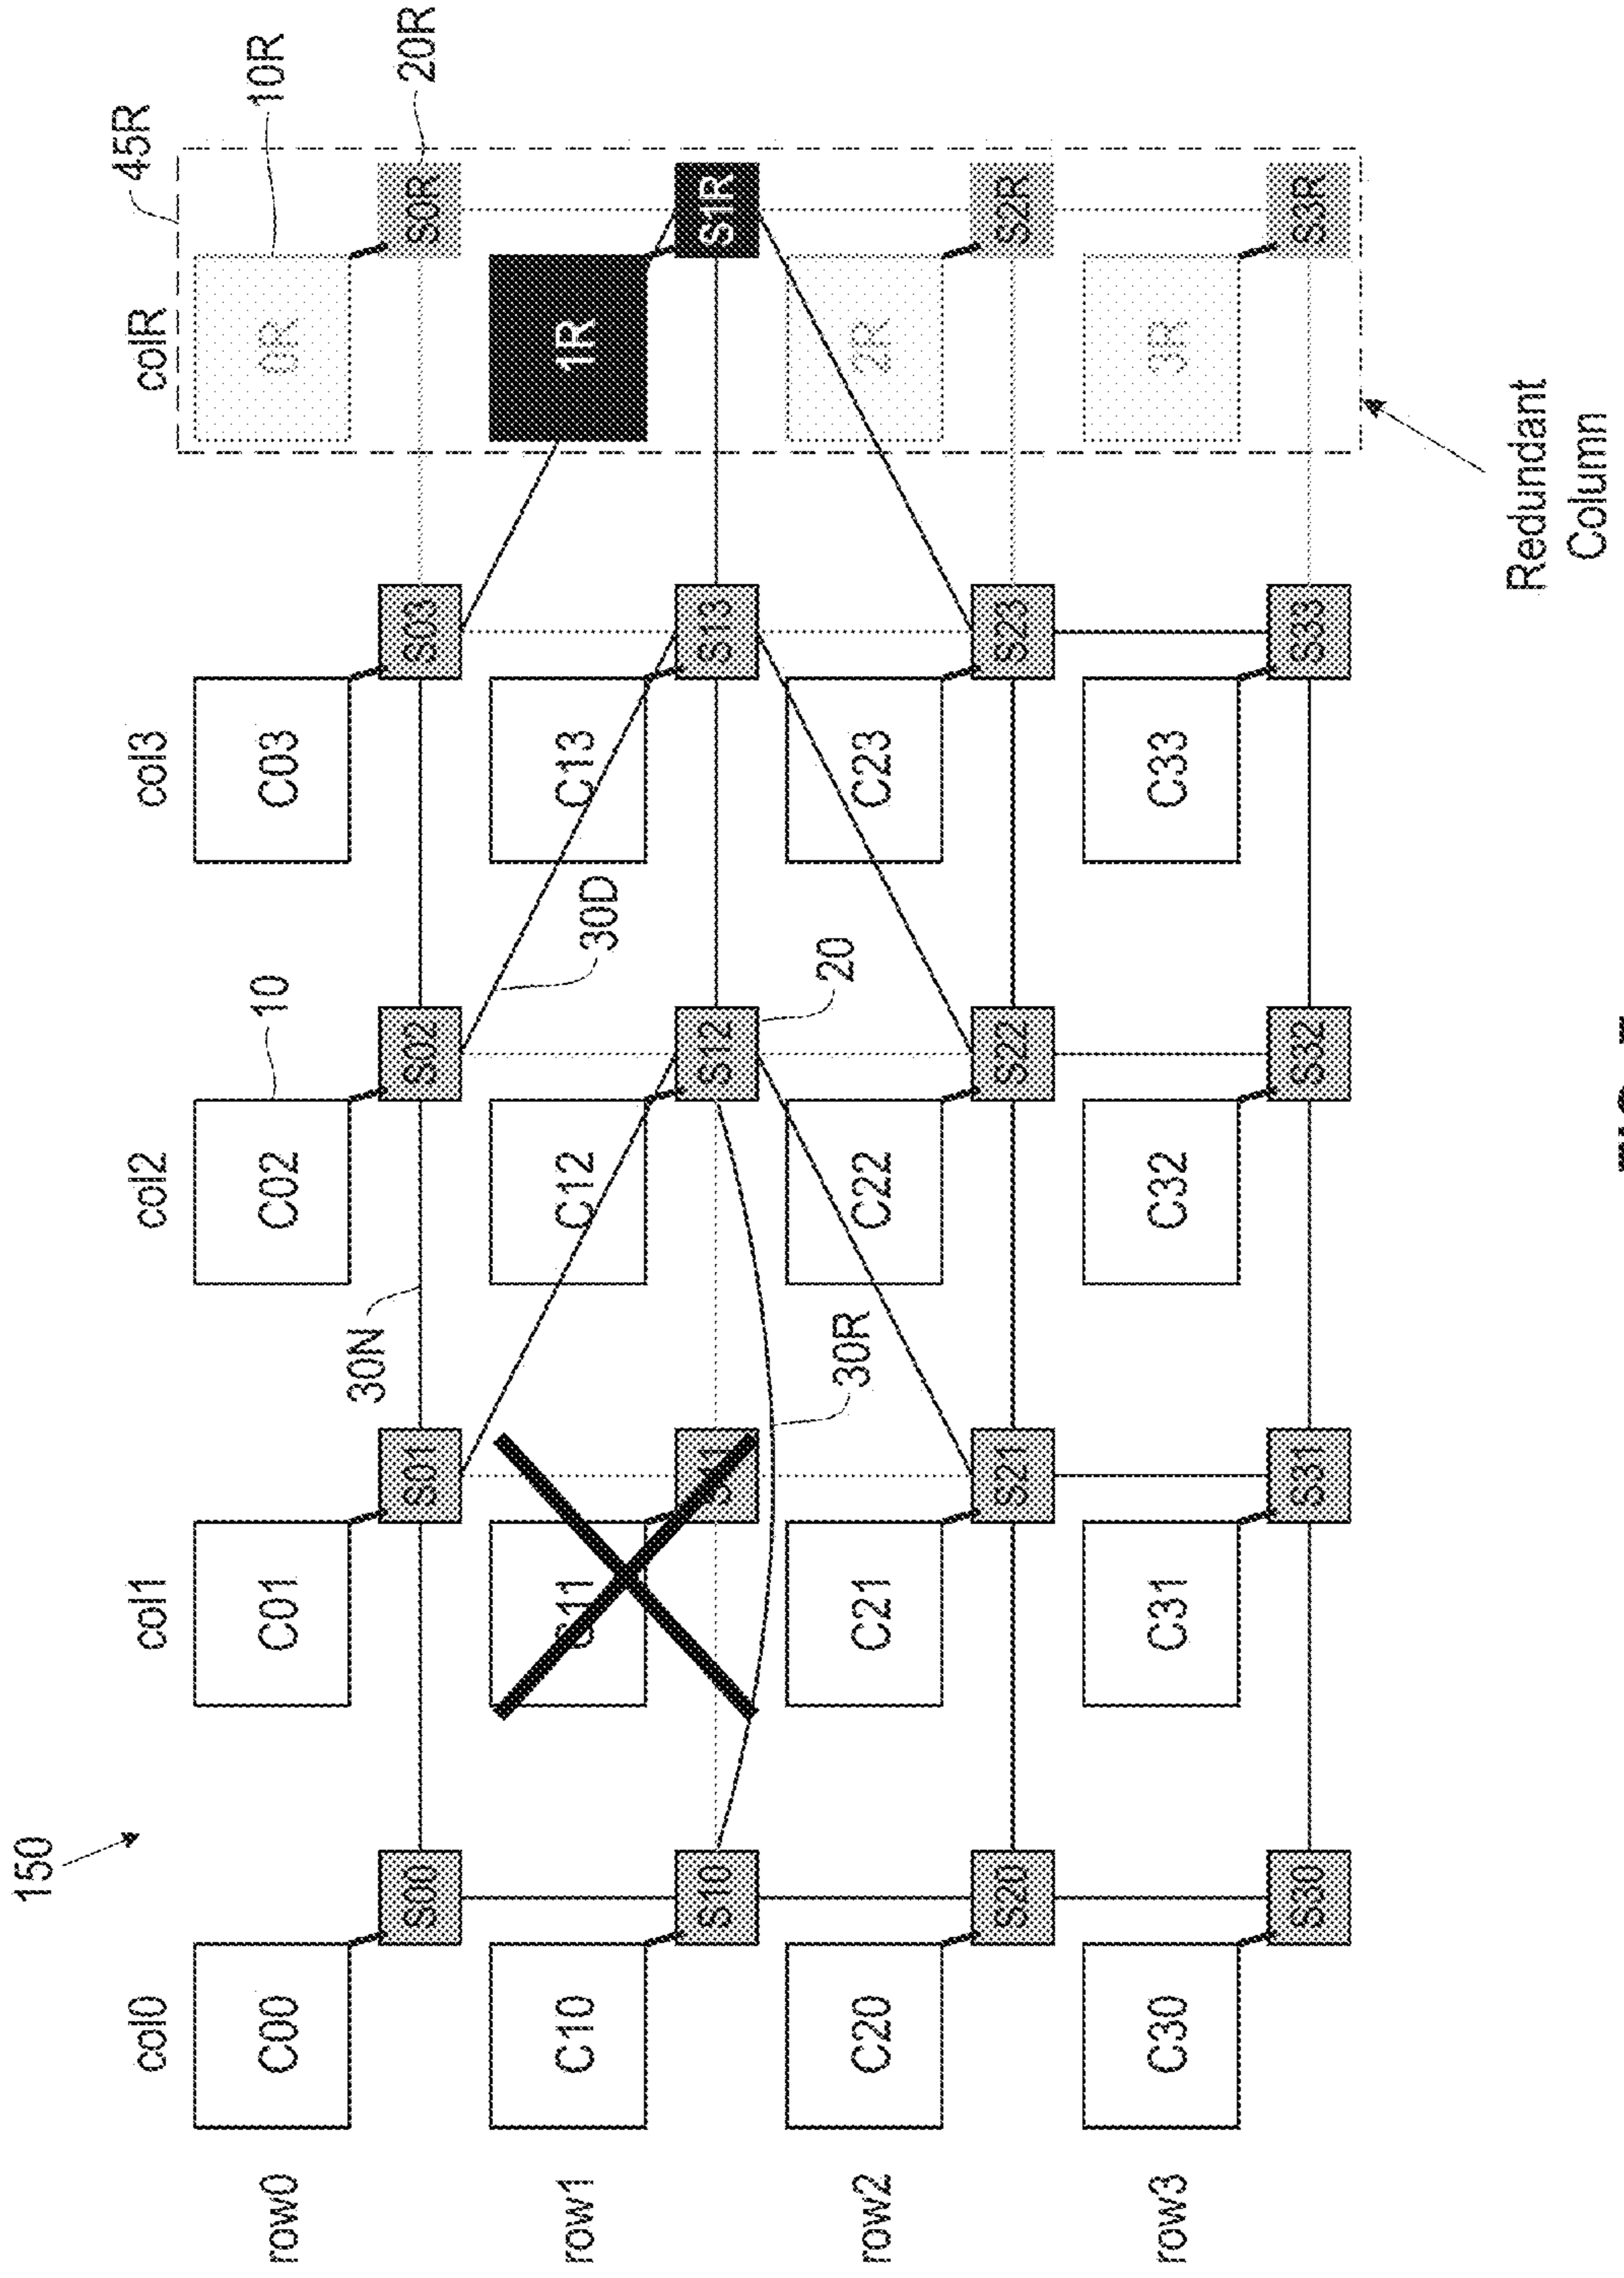 150
45R
10R
20R
col0
col1
col2
col3
colR
row0
C00
C01
C02
C03
0R
10
30N
S00
S01
S02
S03
S0R
30D
row1
C10
C11
C12
C13
1R
S10
S11
S12
S13
S1R
20
30R
row2
C20
C21
C22
C23
2R
S20
S21
S22
S23
S2R
row3
C30
C31
C32
C33
3R
S30
S31
S32
S33
S3R
Redundant
Column